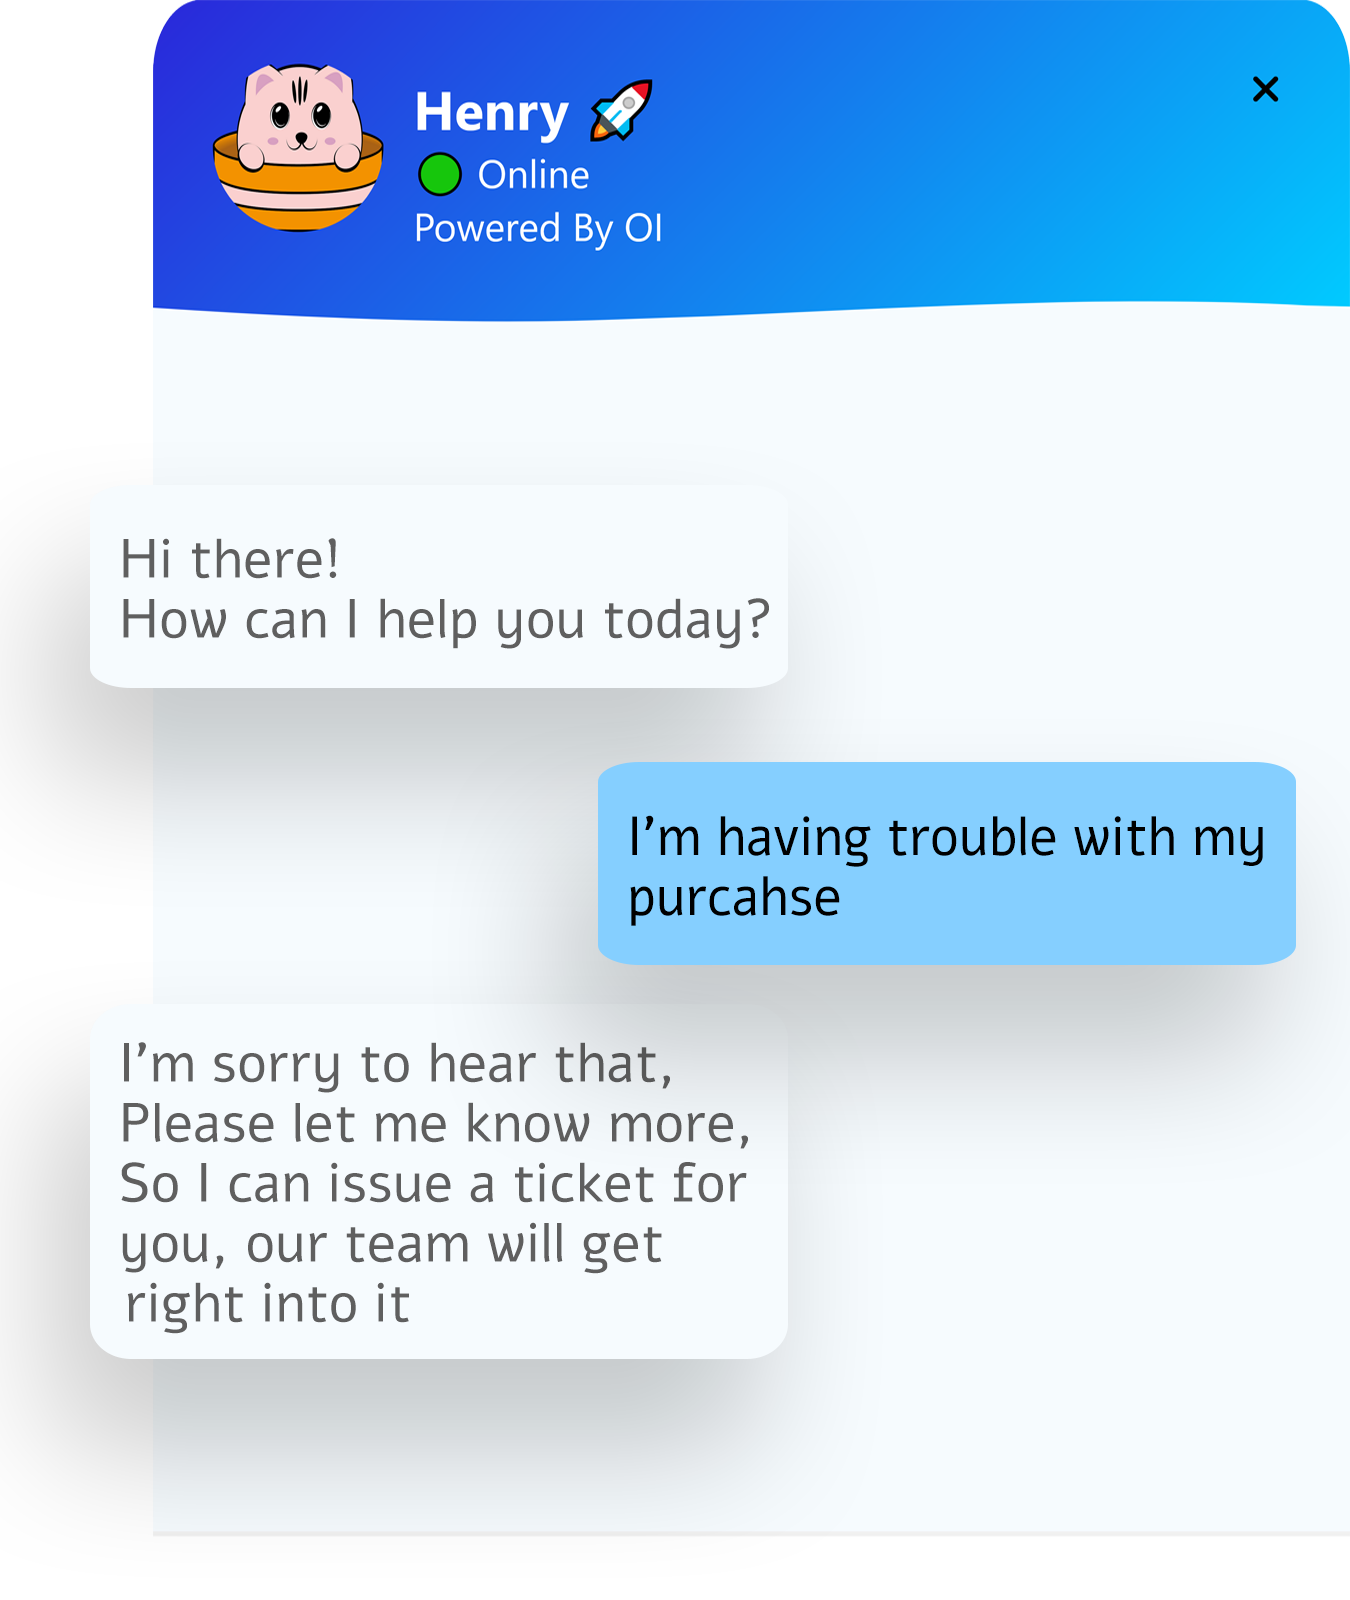 Henry 🚀
Online
Powered By OI
Hi there!
How can I help you today?
I’m having trouble with my
purcahse
I’m sorry to hear that,
Please let me know more,
So I can issue a ticket for
you, our team will get
right into it